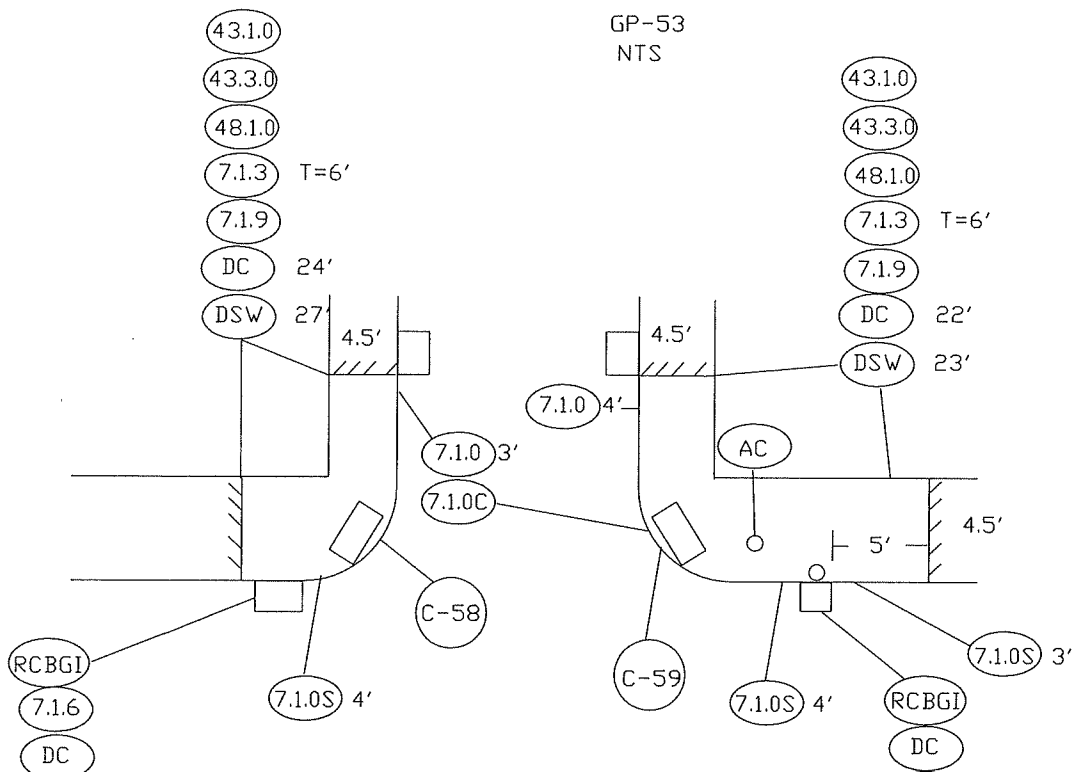 GP-53
NTS
43.1.0
43.3.0
48.1.0
7.1.3 T=6'
7.1.9
DC 24'
DSW 27'
4.5'
43.1.0
43.3.0
48.1.0
7.1.3 T=6'
7.1.9
DC 22'
DSW 23'
4.5'
7.1.0 3'
7.1.0C
7.1.0 4'
AC
5'
4.5'
C-58
C-59
RCBGI
7.1.6
DC
7.1.0S 4'
7.1.0S 4'
7.1.0S 3'
RCBGI
DC